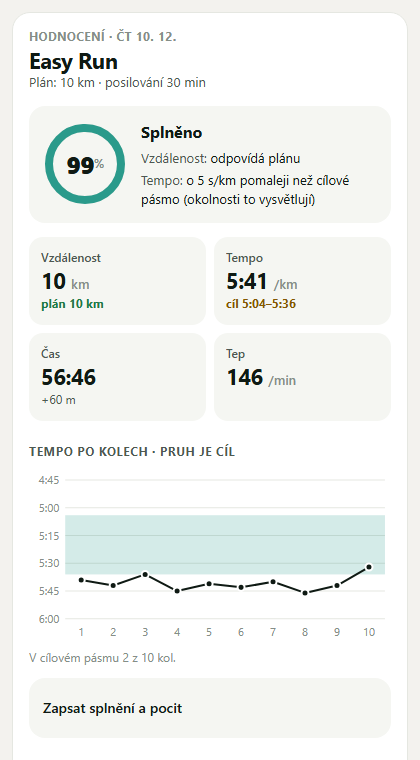 HODNOCENÍ · ČT 10. 12.
Easy Run
Plán: 10 km · posilování 30 min
99%
Splněno
Vzdálenost: odpovídá plánu
Tempo: o 5 s/km pomaleji než cílové
pásmo (okolnosti to vysvětlují)
Vzdálenost
10 km
plán 10 km
Tempo
5:41 /km
cíl 5:04–5:36
Čas
56:46
+60 m
Tep
146 /min
TEMPO PO KOLECH · PRUH JE CÍL
4:45
5:00
5:15
5:30
5:45
6:00
1 2 3 4 5 6 7 8 9 10
V cílovém pásmu 2 z 10 kol.
Zapsat splnění a pocit